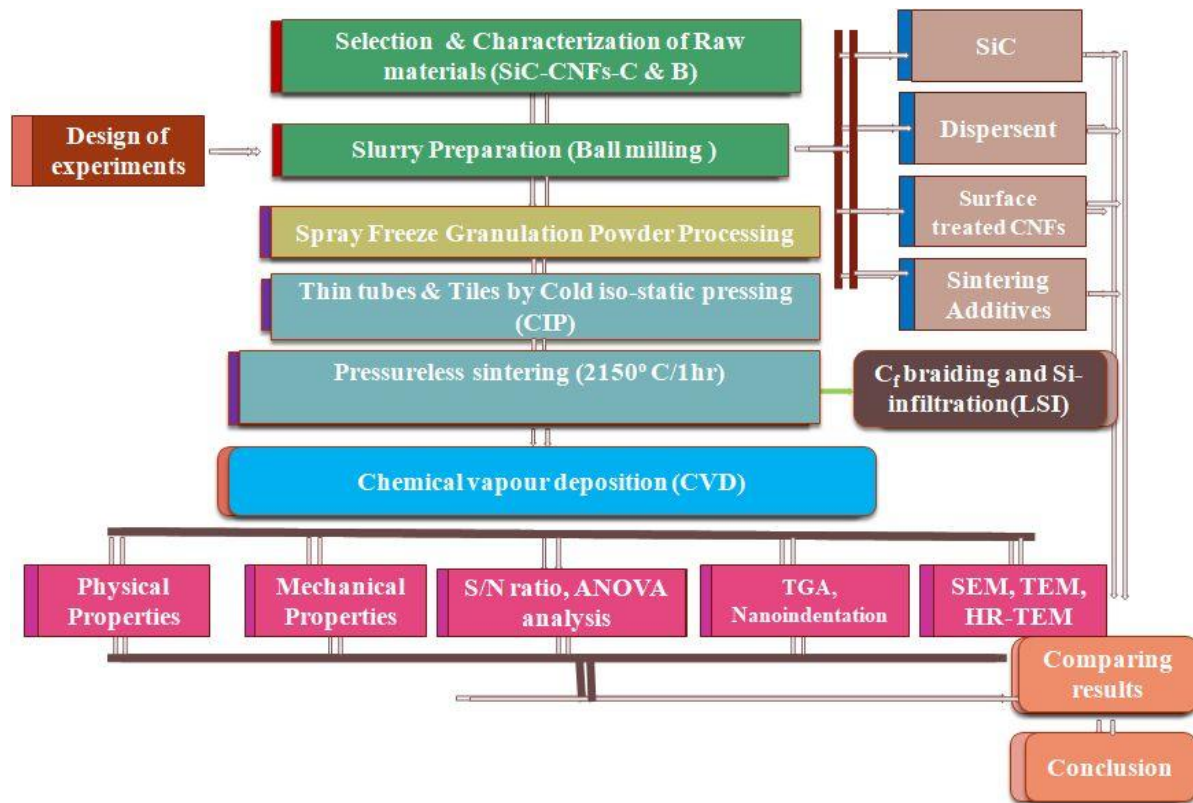 Selection & Characterization of Raw
materials (SiC-CNFs-C & B)
Design of
experiments
Slurry Preparation (Ball milling )
Spray Freeze Granulation Powder Processing
Thin tubes & Tiles by Cold iso-static pressing
(CIP)
Pressureless sintering (2150º C/1hr)
SiC
Dispersent
Surface
treated CNFs
Sintering
Additives
Cf braiding and Si-
infiltration(LSI)
Chemical vapour deposition (CVD)
Physical
Properties
Mechanical
Properties
S/N ratio, ANOVA
analysis
TGA,
Nanoindentation
SEM, TEM,
HR-TEM
Comparing
results
Conclusion